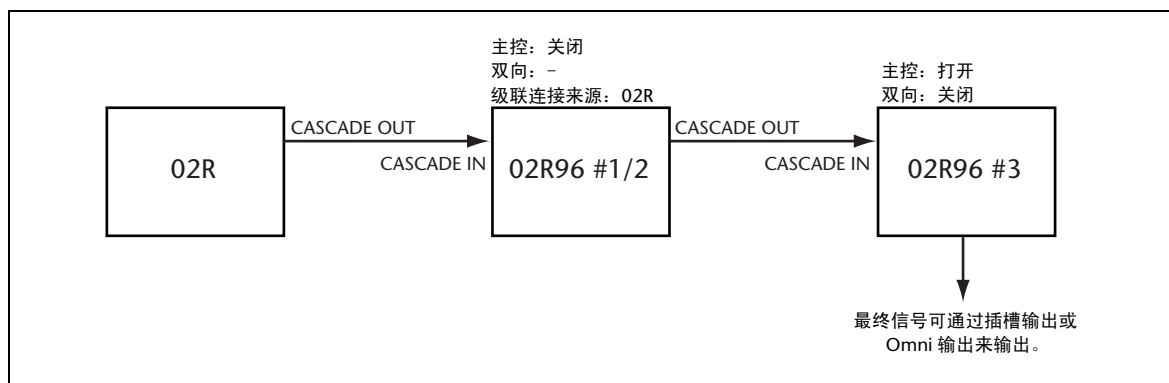 主控：关闭
双向：-
级联连接来源：02R
主控：打开
双向：关闭
02R
CASCADE OUT
CASCADE IN
02R96 #1/2
CASCADE OUT
CASCADE IN
02R96 #3
最终信号可通过插槽输出或
Omni 输出来输出。